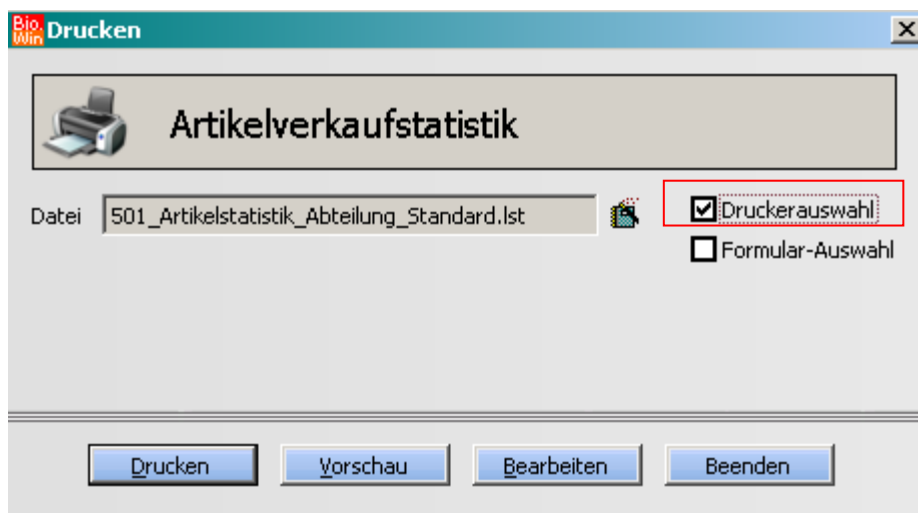 Bio.
Win Drucken
Artikelverkaufstatistik
Datei 501_Artikelstatistik_Abteilung_Standard.lst
Druckerauswahl
Formular-Auswahl
Drucken Vorschau Bearbeiten Beenden